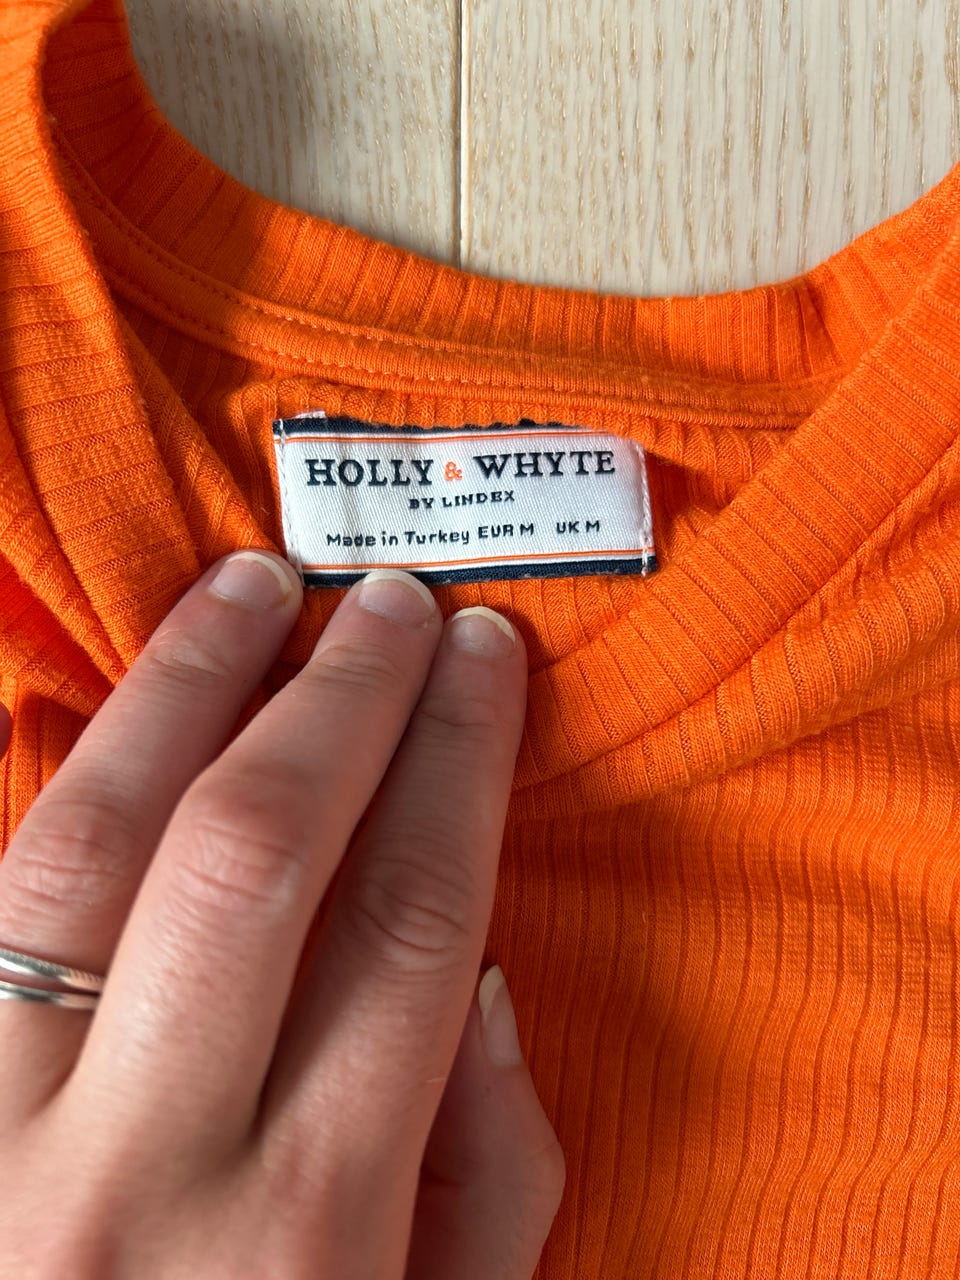 HOLLY & WHYTE
BY LINDEX
Made in Turkey EUR M UK M